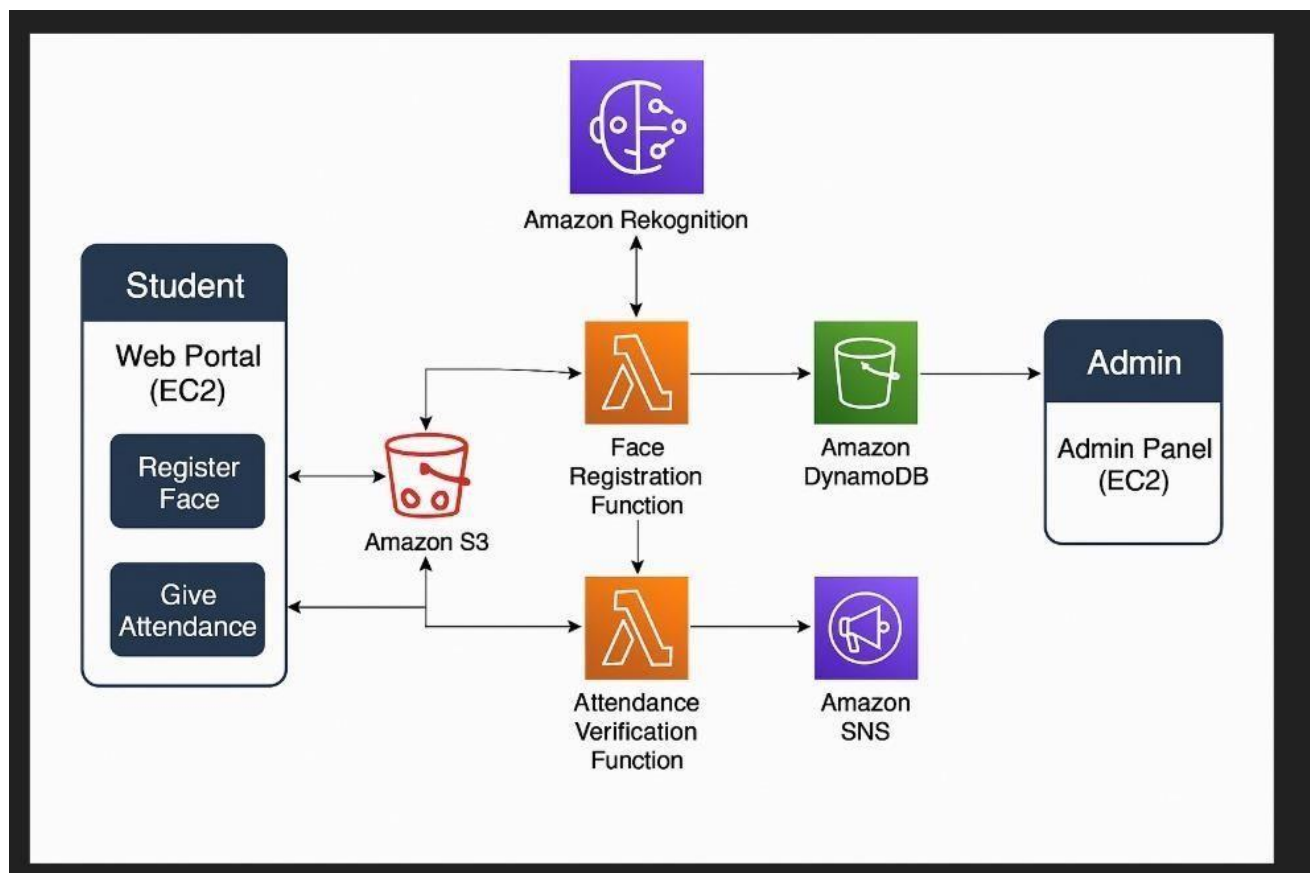 Amazon Rekognition
Student
Web Portal
(EC2)
Register
Face
Give
Attendance
Amazon S3
Face
Registration
Function
Amazon
DynamoDB
Admin
Admin Panel
(EC2)
Attendance
Verification
Function
Amazon
SNS